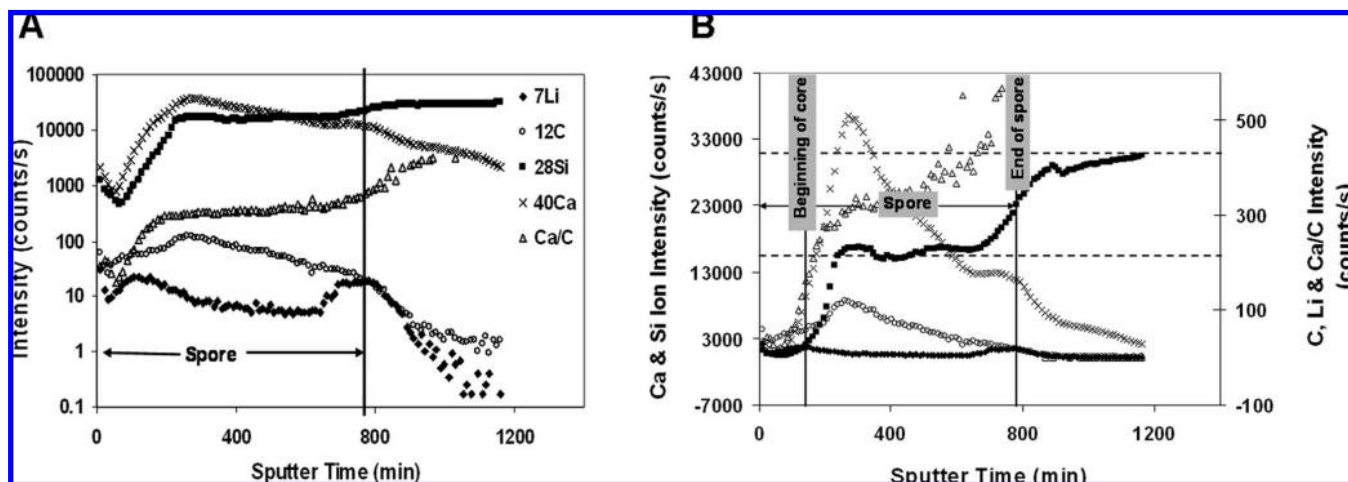 A
Intensity (counts/s)
100000
10000
1000
100
10
1
0.1
0
400
800
1200
Sputter Time (min)
Spore
7Li
12C
28Si
40Ca
Ca/C
B
Ca & Si Ion Intensity (counts/s)
43000
33000
23000
13000
3000
-7000
0
400
800
1200
Sputter Time (min)
Beginning of core
Spore
End of spore
500
300
100
-100
C, Li & Ca/C Intensity
(counts/s)